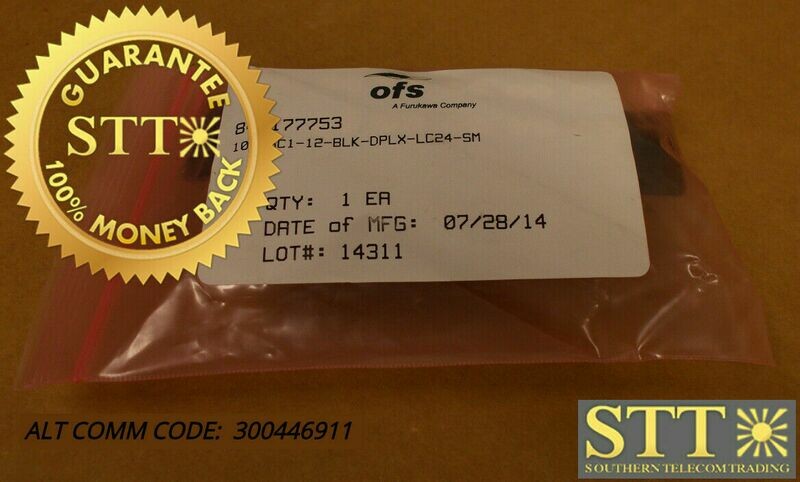 GUARANTEE
STT
100% MONEY BACK
ofs
A Furukawa Company
177753
-12-BLK-DPLX-LC24-SM
QTY: 1 EA
DATE of MFG: 07/28/14
LOT#: 14311
ALT COMM CODE: 300446911
STT
SOUTHERN TELECOM TRADING